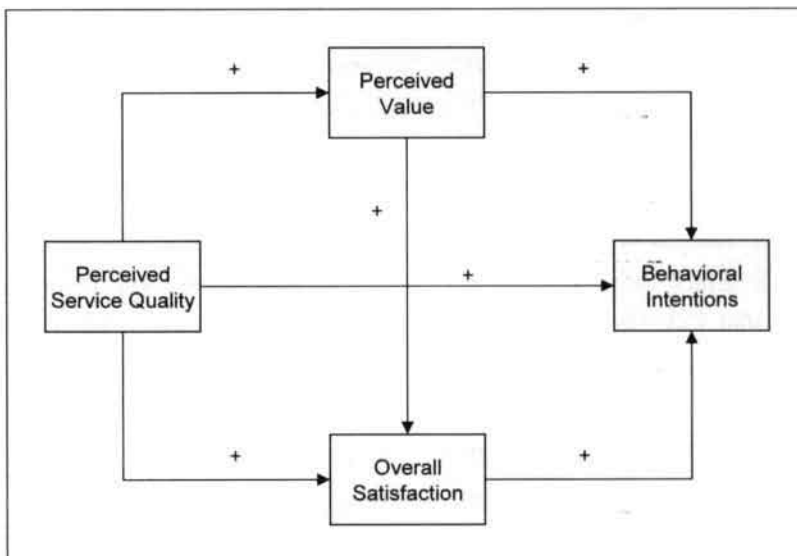 +
+
Perceived
Value
+
Perceived
Service Quality
+
Behavioral
Intentions
+
Overall
Satisfaction
+